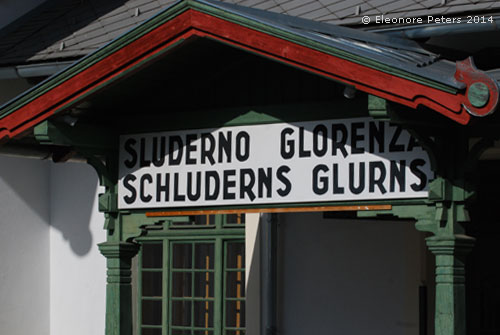 © Eleonore Peters 2014
SLUDERNO GLORENZA
SCHLUDERNS GLURNS